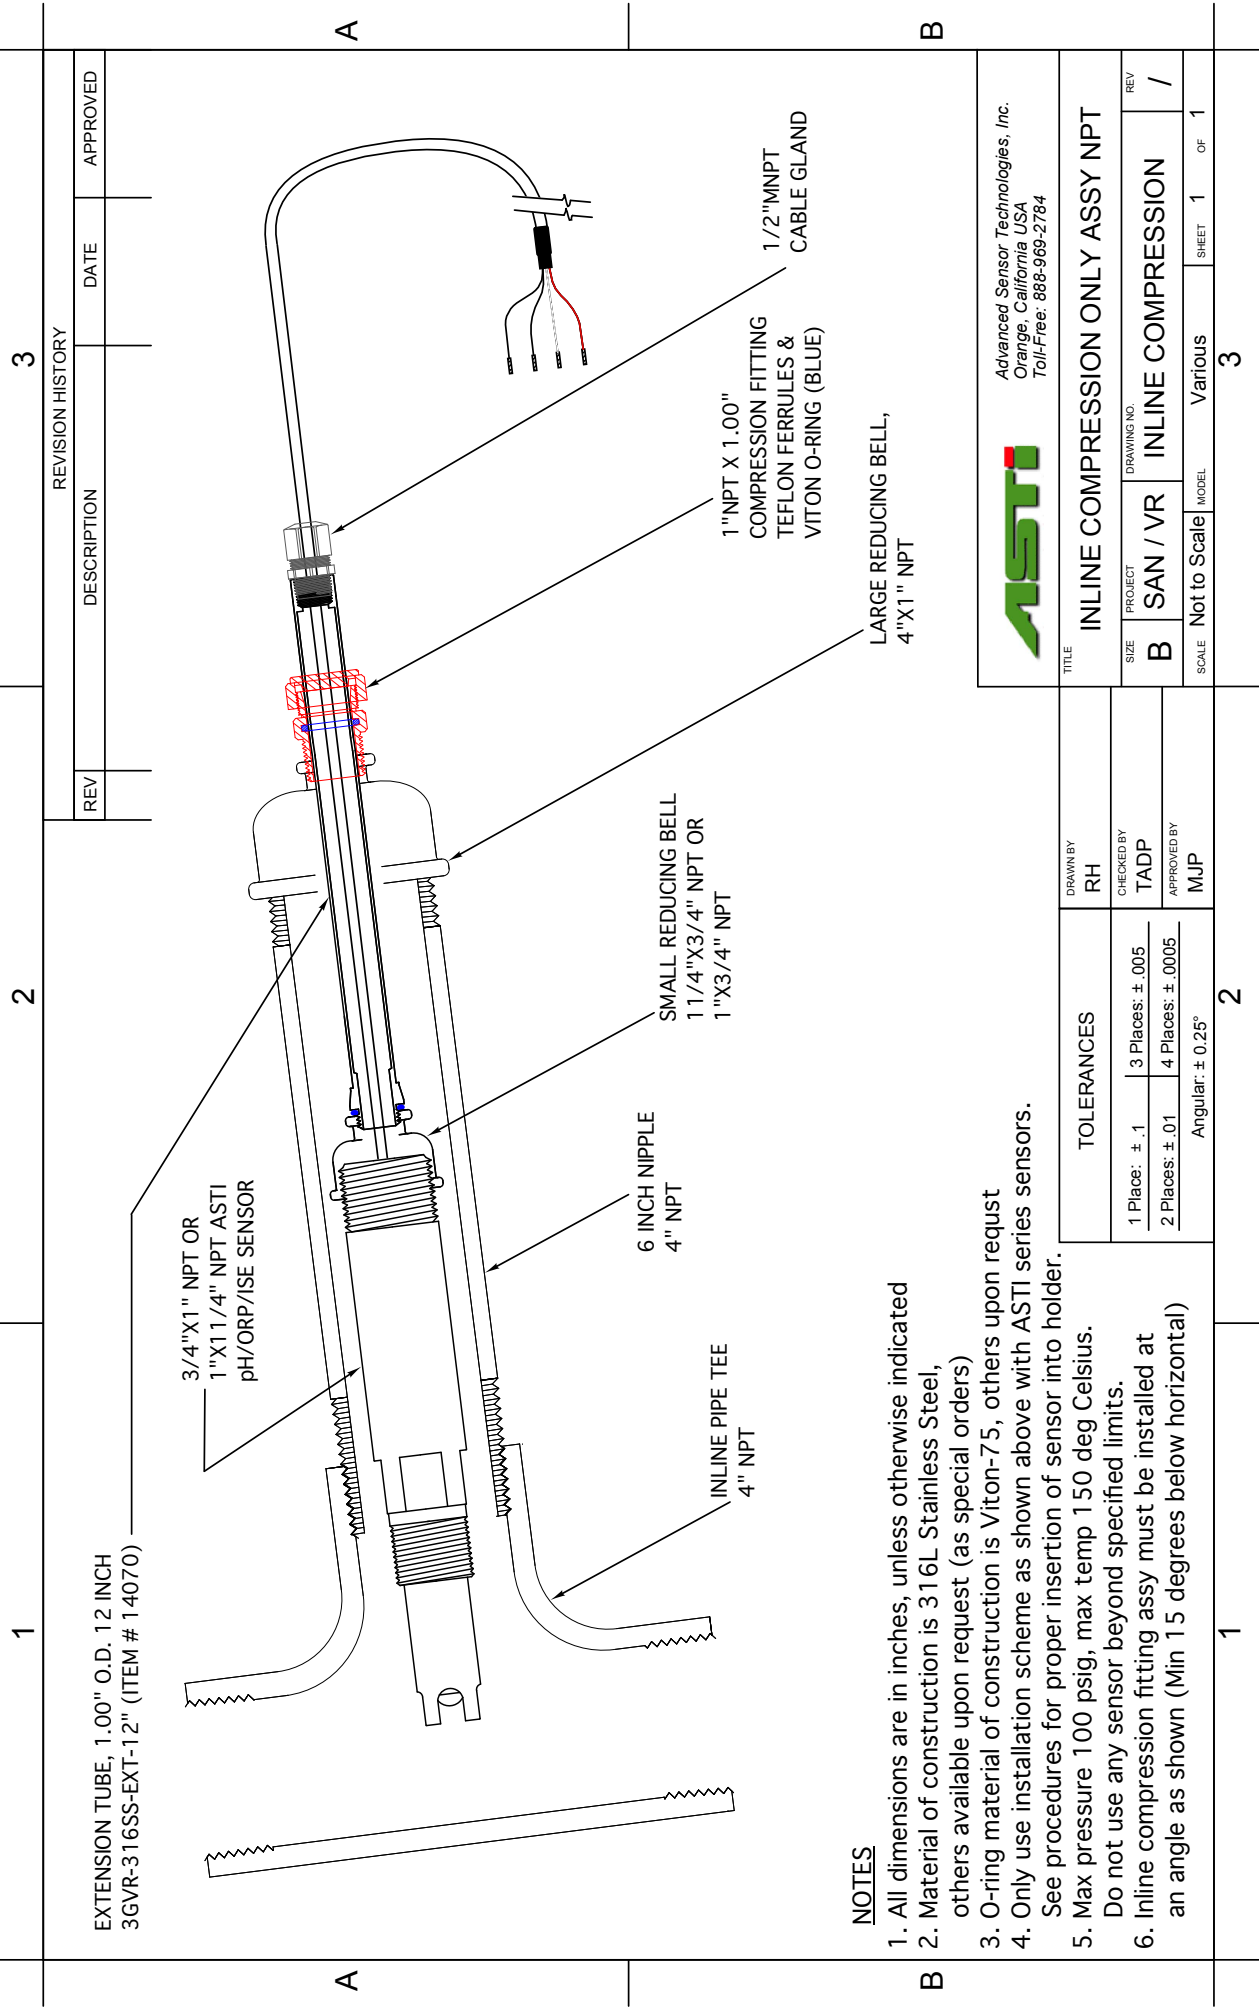 1
2
3
A
B
REVISION HISTORY
REV
DESCRIPTION
DATE
APPROVED
EXTENSION TUBE, 1.00" O.D. 12 INCH
3GVR-316SS-EXT-12" (ITEM # 14070)
3/4"X1" NPT OR
1"X11/4" NPT ASTI
pH/ORP/ISE SENSOR
1/2"MNPT
CABLE GLAND
1"NPT X 1.00"
COMPRESSION FITTING
TEFLON FERRULES &
VITON O-RING (BLUE)
LARGE REDUCING BELL,
4"X1" NPT
SMALL REDUCING BELL
11/4"X3/4" NPT OR
1"X3/4" NPT
6 INCH NIPPLE
4" NPT
INLINE PIPE TEE
4" NPT
NOTES
1. All dimensions are in inches, unless otherwise indicated
2. Material of construction is 316L Stainless Steel,
others available upon request (as special orders)
3. O-ring material of construction is Viton-75, others upon requst
4. Only use installation scheme as shown above with ASTI series sensors.
See procedures for proper insertion of sensor into holder.
5. Max pressure 100 psig, max temp 150 deg Celsius.
Do not use any sensor beyond specified limits.
6. Inline compression fitting assy must be installed at
an angle as shown (Min 15 degrees below horizontal)
TOLERANCES
1 Place: ± .1
3 Places: ± .005
2 Places: ± .01
4 Places: ± .0005
Angular: ± 0.25°
DRAWN BY
RH
CHECKED BY
TADP
APPROVED BY
MJP
ASTi
Advanced Sensor Technologies, Inc.
Orange, California USA
Toll-Free: 888-969-2784
TITLE
INLINE COMPRESSION ONLY ASSY NPT
SIZE
B
PROJECT
SAN / VR
DRAWING NO.
INLINE COMPRESSION
REV
/
SCALE
Not to Scale
MODEL
Various
SHEET 1 OF 1
A
B
1
2
3